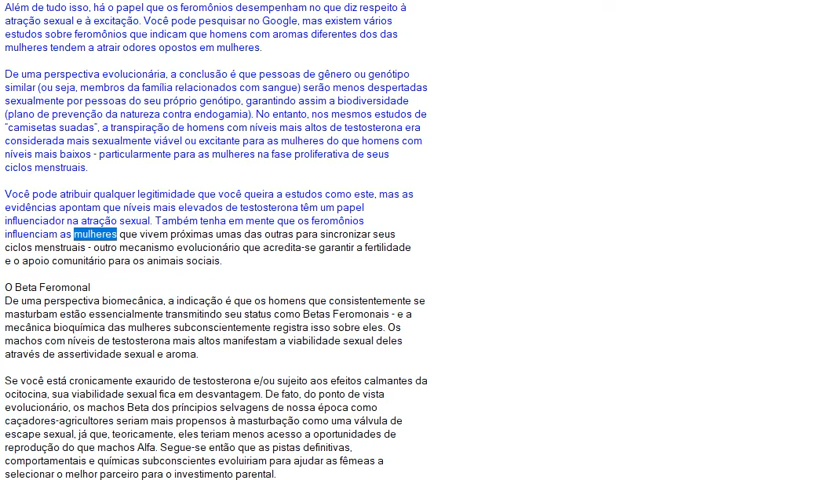 Além de tudo isso, há o papel que os feromônios desempenham no que diz respeito à
atração sexual e à excitação. Você pode pesquisar no Google, mas existem vários
estudos sobre feromônios que indicam que homens com aromas diferentes dos das
mulheres tendem a atrair odores opostos em mulheres.

De uma perspectiva evolucionária, a conclusão é que pessoas de gênero ou genótipo
similar (ou seja, membros da família relacionados com sangue) serão menos despertadas
sexualmente por pessoas do seu próprio genótipo, garantindo assim a biodiversidade
(plano de prevenção da natureza contra endogamia). No entanto, nos mesmos estudos de
"camisetas suadas", a transpiração de homens com níveis mais altos de testosterona era
considerada mais sexualmente viável ou excitante para as mulheres do que homens com
níveis mais baixos - particularmente para as mulheres na fase proliferativa de seus
ciclos menstruais.

Você pode atribuir qualquer legitimidade que você queira a estudos como este, mas as
evidências apontam que níveis mais elevados de testosterona têm um papel
influenciador na atração sexual. Também tenha em mente que os feromônios
influenciam as mulheres que vivem próximas umas das outras para sincronizar seus
ciclos menstruais - outro mecanismo evolucionário que acredita-se garantir a fertilidade
e o apoio comunitário para os animais sociais.

O Beta Feromonal
De uma perspectiva biomecânica, a indicação é que os homens que consistentemente se
masturbam estão essencialmente transmitindo seu status como Betas Feromonais - e a
mecânica bioquímica das mulheres subconscientemente registra isso sobre eles. Os
machos com níveis de testosterona mais altos manifestam a viabilidade sexual deles
através de assertividade sexual e aroma.

Se você está cronicamente exaurido de testosterona e/ou sujeito aos efeitos calmantes da
ocitocina, sua viabilidade sexual fica em desvantagem. De fato, do ponto de vista
evolucionário, os machos Beta dos príncipios selvagens de nossa época como
caçadores-agricultores seriam mais propensos à masturbação como uma válvula de
escape sexual, já que, teoricamente, eles teriam menos acesso a oportunidades de
reprodução do que machos Alfa. Segue-se então que as pistas definitivas,
comportamentais e químicas subconscientes evoluiriam para ajudar as fêmeas a
selecionar o melhor parceiro para o investimento parental.